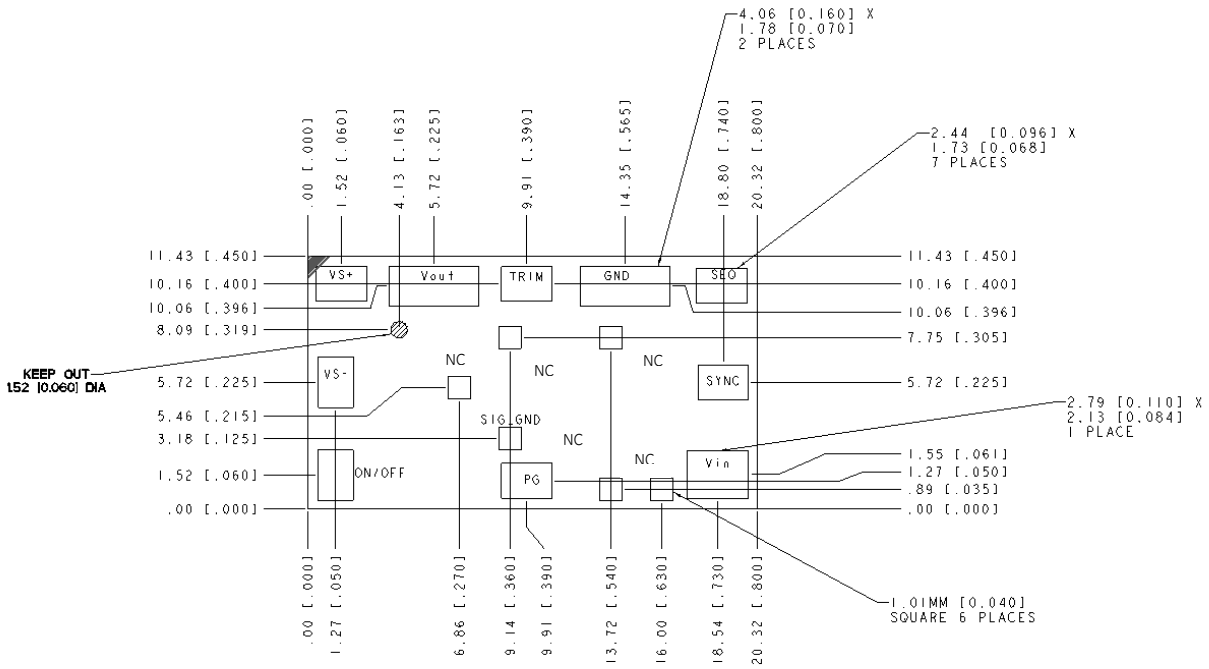 4.06 [0.160] X
1.78 [0.070]
2 PLACES
.00 [.000]
1.52 [.060]
4.13 [.163]
5.72 [.225]
9.91 [.390]
14.35 [.565]
18.80 [.740]
20.32 [.800]
2.44 [0.096] X
1.73 [0.068]
7 PLACES
11.43 [.450]
10.16 [.400]
10.06 [.396]
8.09 [.319]
KEEP OUT
1.52 [0.060] DIA
5.72 [.225]
5.46 [.215]
3.18 [.125]
1.52 [.060]
.00 [.000]
VS+
Vout
TRIM
GND
SEQ
NC
NC
NC
VS-
SYNC
SIG_GND
NC
NC
ON/OFF
PG
Vin
11.43 [.450]
10.16 [.400]
10.06 [.396]
7.75 [.305]
5.72 [.225]
2.79 [0.110] X
2.13 [0.084]
1 PLACE
1.55 [.061]
1.27 [.050]
.89 [.035]
.00 [.000]
.00 [.000]
1.27 [.050]
6.86 [.270]
9.14 [.360]
9.91 [.390]
13.72 [.540]
16.00 [.630]
18.54 [.730]
20.32 [.800]
1.01MM [0.040]
SQUARE 6 PLACES